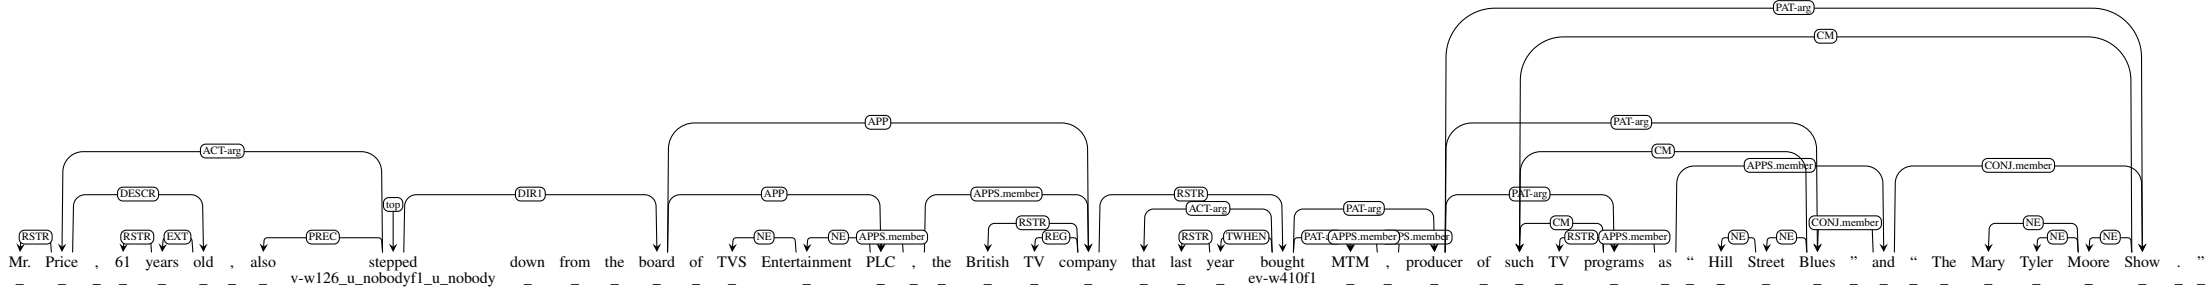 PAT-arg
CM
APP PAT-arg
ACT-arg CM
APPS.member CONJ.member
DESCR DIR1 APP APPS.member RSTR PAT-arg
top ACT-arg PAT-arg
RSTR CM CONJ.member NE
RSTR RSTR EXT PREC NE NE APPS.member REG RSTR TWHEN APPS.member RSTR APPS.member NE NE NE NE
Mr. Price , 61 years old , also stepped down from the board of TVS Entertainment PLC , the British TV company that last year bought MTM , producer of such TV programs as “ Hill Street Blues ” and “ The Mary Tyler Moore Show . ”
_ _ _ _ _ _ _ _ v-w126_u_nobodyf1_u_nobody _ _ _ _ _ _ _ _ _ _ _ _ _ _ _ _ ev-w410f1 _ _ _ _ _ _ _ _ _ _ _ _ _ _ _ _ _ _ _ _ _ _